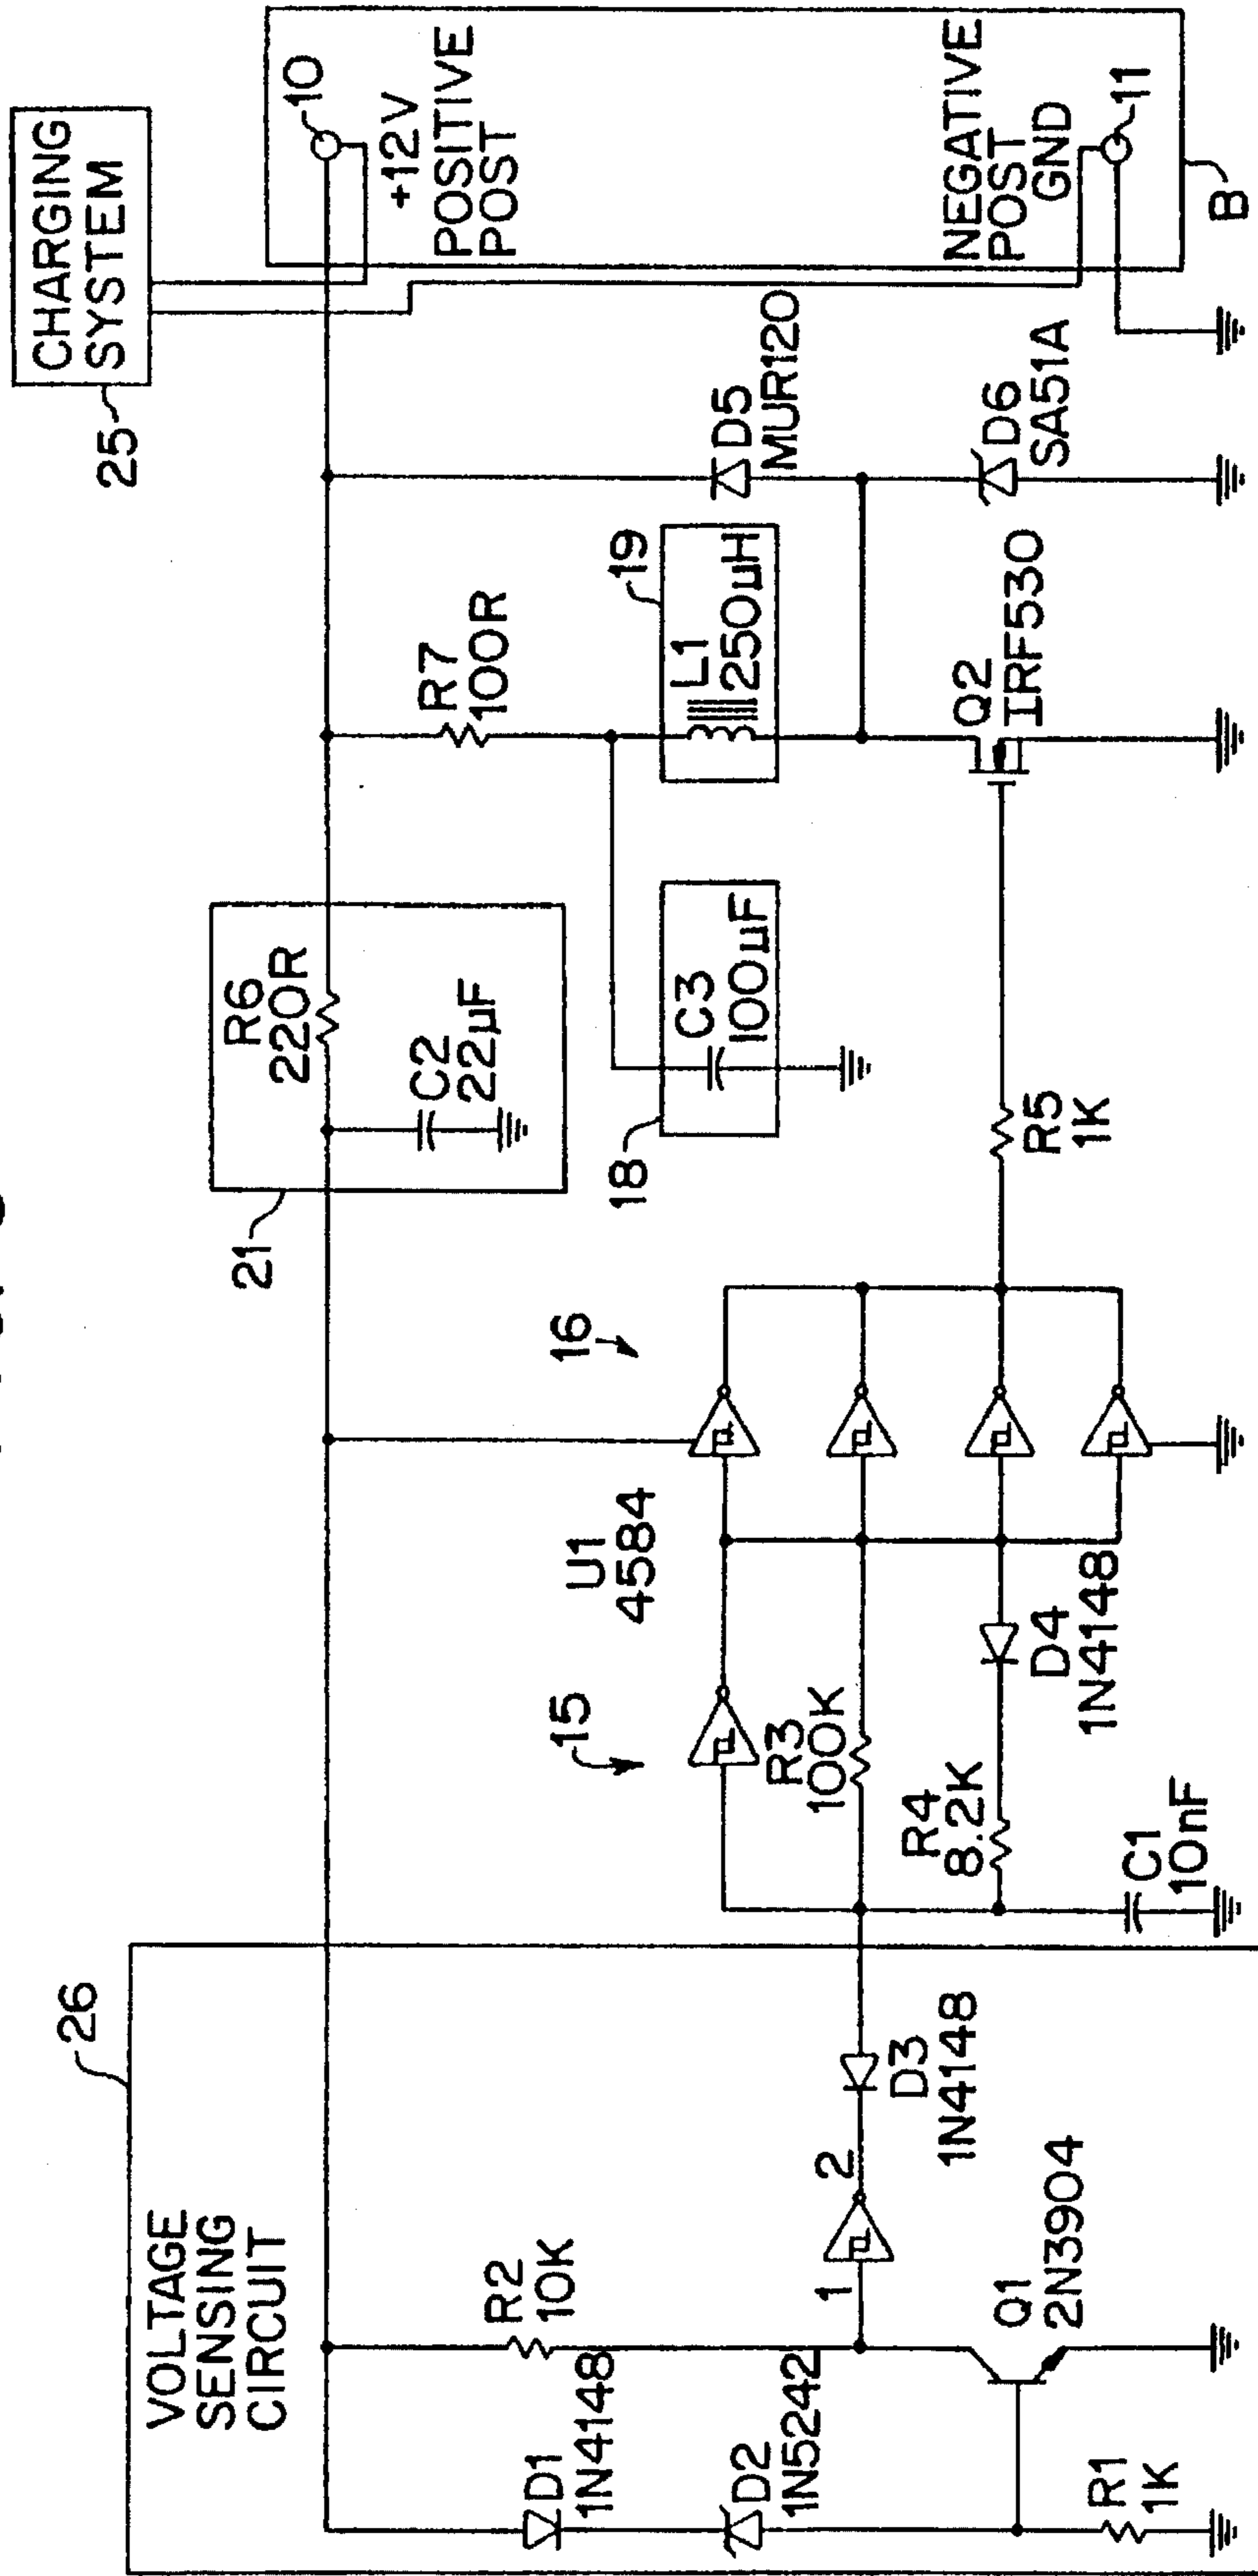 CHARGING
SYSTEM
25
10
+12V
POSITIVE
POST
NEGATIVE
POST
GND
11
B
D5
MUR120
D6
SA51A
19
L1
250µH
R7
100R
Q2
IRF530
R6
220R
C2
22µF
21
C3
100µF
18
R5
1K
16
U1
4584
15
R3
100K
D4
1N4148
R4
8.2K
C1
10nF
26
VOLTAGE
SENSING
CIRCUIT
D3
1N4148
R2
10K
1
2
Q1
2N3904
D1
1N4148
D2
1N5242
R1
1K